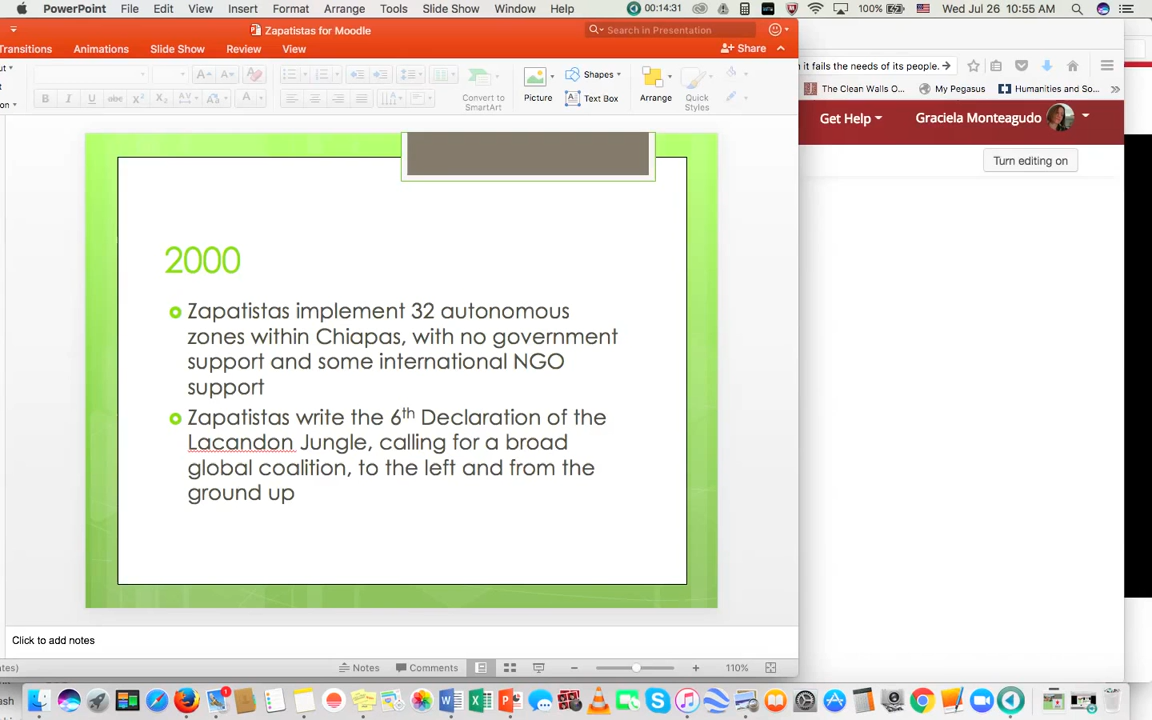 PowerPoint File Edit View Insert Format Arrange Tools Slide Show Window Help 00:14:31 100% Wed Jul 26 10:55 AM
Zapatistas for Moodle
Search in Presentation
Transitions Animations Slide Show Review View
Share
Convert to
SmartArt
Picture
Shapes
Text Box
Arrange
Quick
Styles
it fails the needs of its people.
The Clean Walls O... My Pegasus Humanities and So...
Get Help Graciela Monteagudo
Turn editing on
2000
Zapatistas implement 32 autonomous
zones within Chiapas, with no government
support and some international NGO
support
Zapatistas write the 6th Declaration of the
Lacandon Jungle, calling for a broad
global coalition, to the left and from the
ground up
Click to add notes
Notes Comments 110%